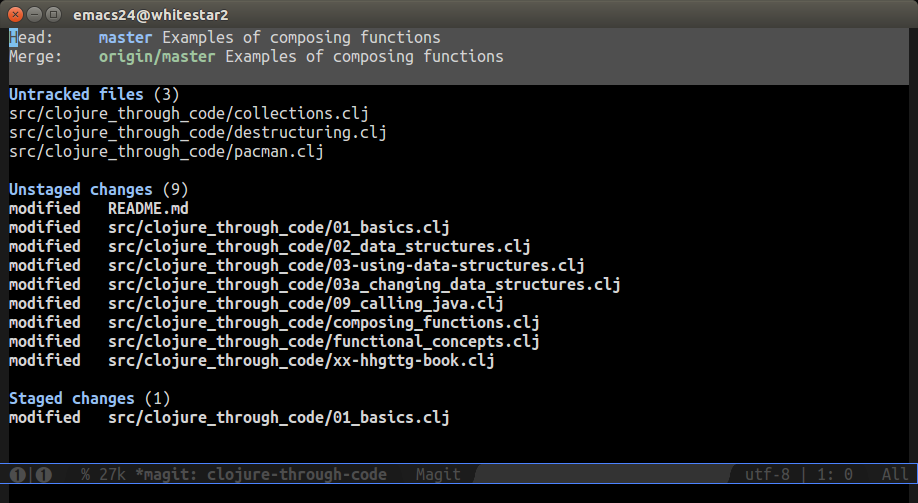 emacs24@whitestar2
Head:     master Examples of composing functions
Merge:    origin/master Examples of composing functions
Untracked files (3)
src/clojure_through_code/collections.clj
src/clojure_through_code/destructuring.clj
src/clojure_through_code/pacman.clj
Unstaged changes (9)
modified   README.md
modified   src/clojure_through_code/01_basics.clj
modified   src/clojure_through_code/02_data_structures.clj
modified   src/clojure_through_code/03-using-data-structures.clj
modified   src/clojure_through_code/03a_changing_data_structures.clj
modified   src/clojure_through_code/09_calling_java.clj
modified   src/clojure_through_code/composing_functions.clj
modified   src/clojure_through_code/functional_concepts.clj
modified   src/clojure_through_code/xx-hhgttg-book.clj
Staged changes (1)
modified   src/clojure_through_code/01_basics.clj
❶|❶   % 27k *magit: clojure-through-code   Magit   utf-8 | 1: 0   All